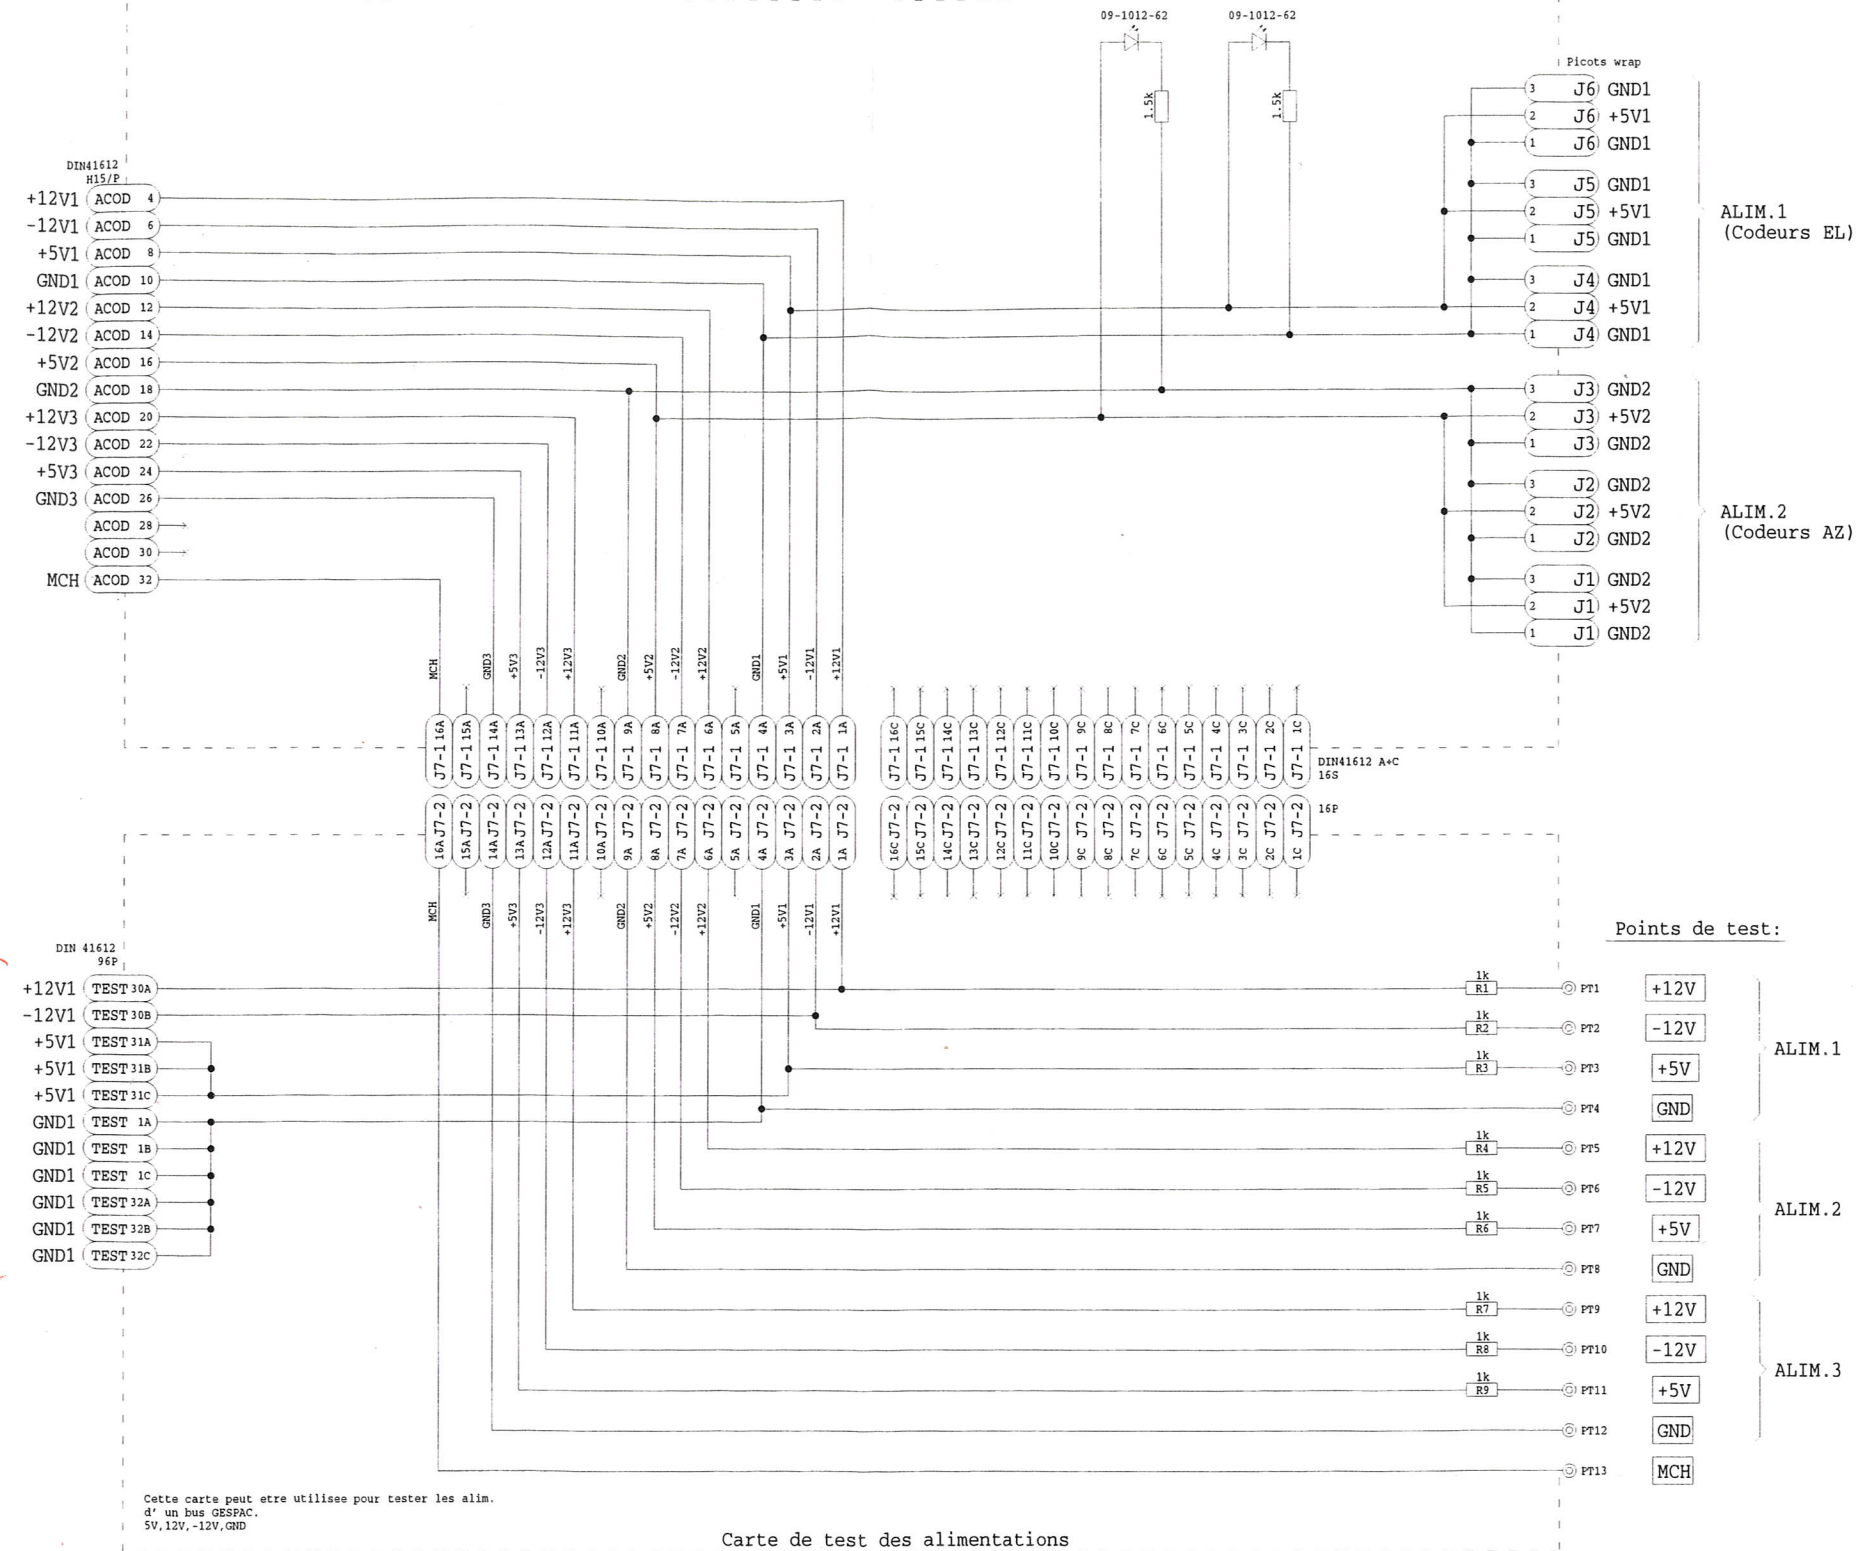 09-1012-62
09-1012-62
1.5k
1.5k
Picots wrap
3 J6 GND1
2 J6 +5V1
1 J6 GND1
3 J5 GND1
2 J5 +5V1
1 J5 GND1
3 J4 GND1
2 J4 +5V1
1 J4 GND1
ALIM.1
(Codeurs EL)
3 J3 GND2
2 J3 +5V2
1 J3 GND2
3 J2 GND2
2 J2 +5V2
1 J2 GND2
3 J1 GND2
2 J1 +5V2
1 J1 GND2
ALIM.2
(Codeurs AZ)
DIN41612
H15/P
+12V1 ACOD 4
-12V1 ACOD 6
+5V1 ACOD 8
GND1 ACOD 10
+12V2 ACOD 12
-12V2 ACOD 14
+5V2 ACOD 16
GND2 ACOD 18
+12V3 ACOD 20
-12V3 ACOD 22
+5V3 ACOD 24
GND3 ACOD 26
ACOD 28
ACOD 30
MCH ACOD 32
MCH GND3 +5V3 -12V3 +12V3 GND2 +5V2 -12V2 +12V2 GND1 +5V1 -12V1 +12V1
J7-1 16A J7-1 15A J7-1 14A J7-1 13A J7-1 12A J7-1 11A J7-1 10A J7-1 9A J7-1 8A J7-1 7A J7-1 6A J7-1 5A J7-1 4A J7-1 3A J7-1 2A J7-1 1A
J7-1 16C J7-1 15C J7-1 14C J7-1 13C J7-1 12C J7-1 11C J7-1 10C J7-1 9C J7-1 8C J7-1 7C J7-1 6C J7-1 5C J7-1 4C J7-1 3C J7-1 2C J7-1 1C
DIN41612 A+C
16S
16A J7-2 15A J7-2 14A J7-2 13A J7-2 12A J7-2 11A J7-2 10A J7-2 9A J7-2 8A J7-2 7A J7-2 6A J7-2 5A J7-2 4A J7-2 3A J7-2 2A J7-2 1A J7-2
16C J7-2 15C J7-2 14C J7-2 13C J7-2 12C J7-2 11C J7-2 10C J7-2 9C J7-2 8C J7-2 7C J7-2 6C J7-2 5C J7-2 4C J7-2 3C J7-2 2C J7-2 1C J7-2
16P
MCH GND3 +5V3 -12V3 +12V3 GND2 +5V2 -12V2 +12V2 GND1 +5V1 -12V1 +12V1
DIN 41612
96P
+12V1 TEST 30A
-12V1 TEST 30B
+5V1 TEST 31A
+5V1 TEST 31B
+5V1 TEST 31C
GND1 TEST 1A
GND1 TEST 1B
GND1 TEST 1C
GND1 TEST 32A
GND1 TEST 32B
GND1 TEST 32C
Points de test:
1k
R1 PT1 +12V
1k
R2 PT2 -12V
1k
R3 PT3 +5V
PT4 GND
ALIM.1
1k
R4 PT5 +12V
1k
R5 PT6 -12V
1k
R6 PT7 +5V
PT8 GND
ALIM.2
1k
R7 PT9 +12V
1k
R8 PT10 -12V
1k
R9 PT11 +5V
PT12 GND
ALIM.3
PT13 MCH
Cette carte peut etre utilisee pour tester les alim.
d' un bus GESPAC.
5V,12V,-12V,GND
Carte de test des alimentations